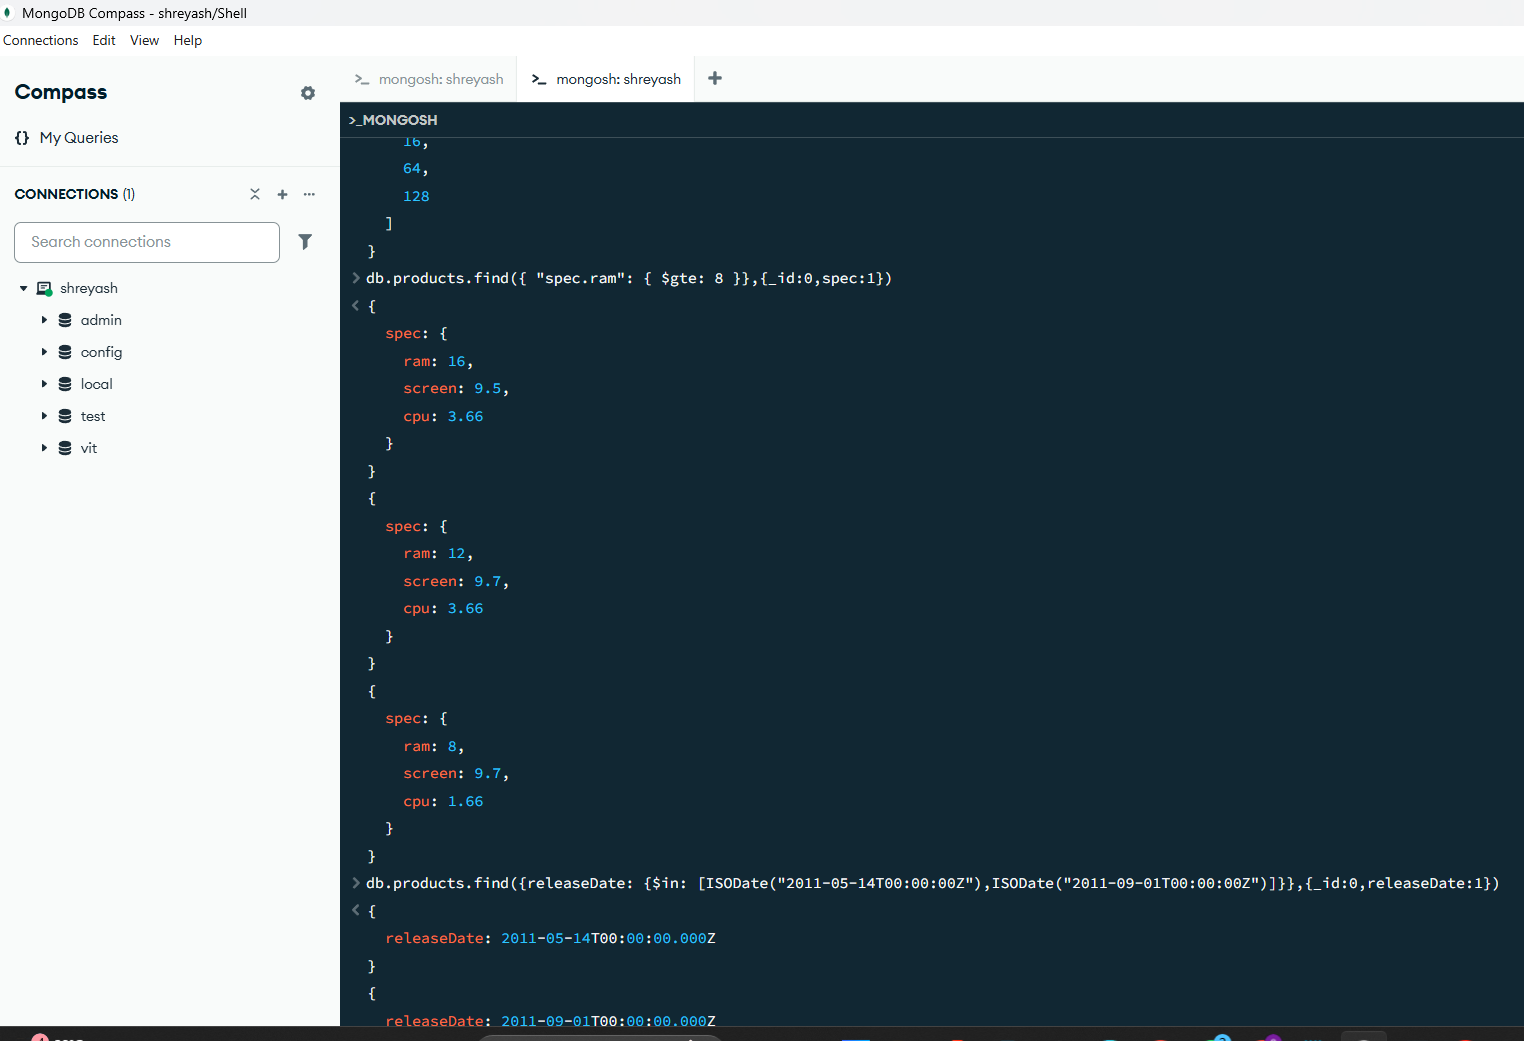 MongoDB Compass - shreyash/Shell
Connections Edit View Help
Compass
{} My Queries
CONNECTIONS (1)
Search connections
shreyash
admin
config
local
test
vit
>_ mongosh: shreyash
>_ mongosh: shreyash +
>_MONGOSH
16,
64,
128
]
}
> db.products.find({ "spec.ram": { $gte: 8 }},{_id:0,spec:1})
< {
spec: {
ram: 16,
screen: 9.5,
cpu: 3.66
}
}
{
spec: {
ram: 12,
screen: 9.7,
cpu: 3.66
}
}
{
spec: {
ram: 8,
screen: 9.7,
cpu: 1.66
}
}
> db.products.find({releaseDate: {$in: [ISODate("2011-05-14T00:00:00Z"),ISODate("2011-09-01T00:00:00Z")]}},{_id:0,releaseDate:1})
< {
releaseDate: 2011-05-14T00:00:00.000Z
}
{
releaseDate: 2011-09-01T00:00:00.000Z